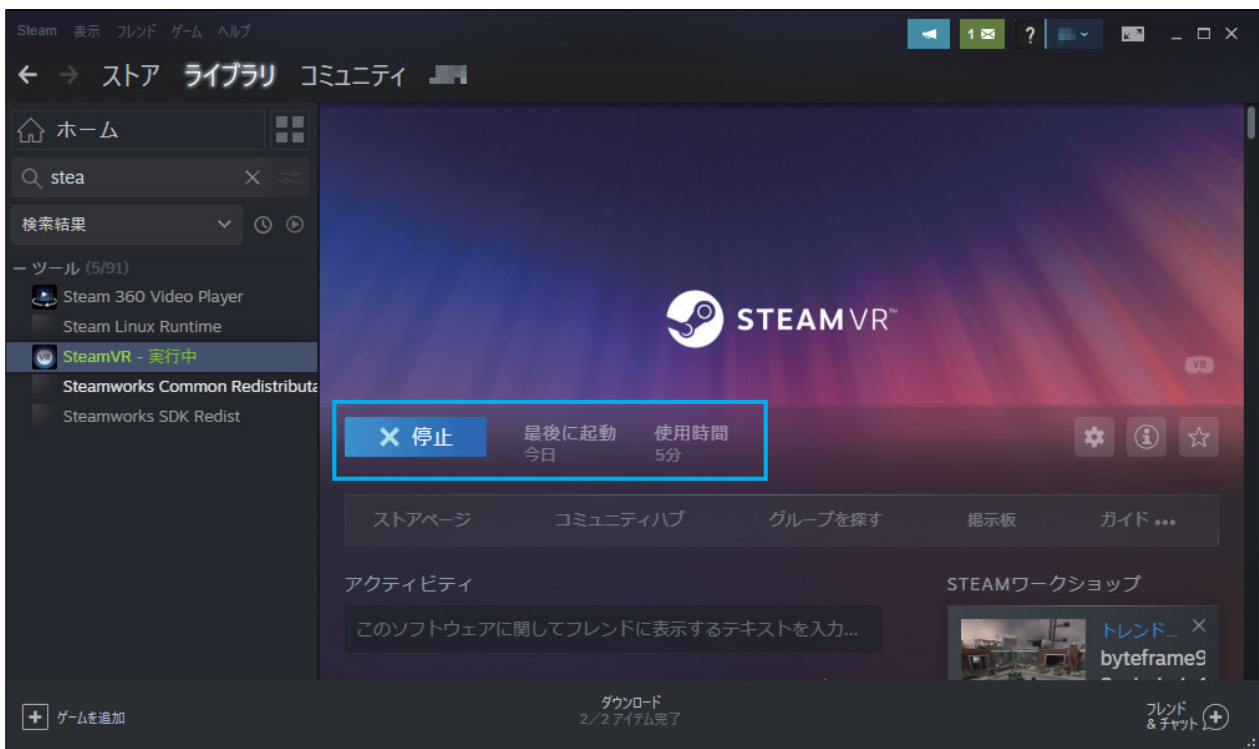 Steam 表示 フレンド ゲーム ヘルプ
1
?
ストア ライブラリ コミュニティ
ホーム
stea
検索結果
ツール (5/91)
Steam 360 Video Player
Steam Linux Runtime
SteamVR - 実行中
Steamworks Common Redistributa
Steamworks SDK Redist
STEAMVR™
VR
停止
最後に起動
今日
使用時間
5分
ストアページ コミュニティハブ グループを探す 掲示板 ガイド •••
アクティビティ
このソフトウェアに関してフレンドに表示するテキストを入力...
STEAMワークショップ
トレンド...
byteframe9
ゲームを追加
ダウンロード
2／2 アイテム完了
フレンド
& チャット